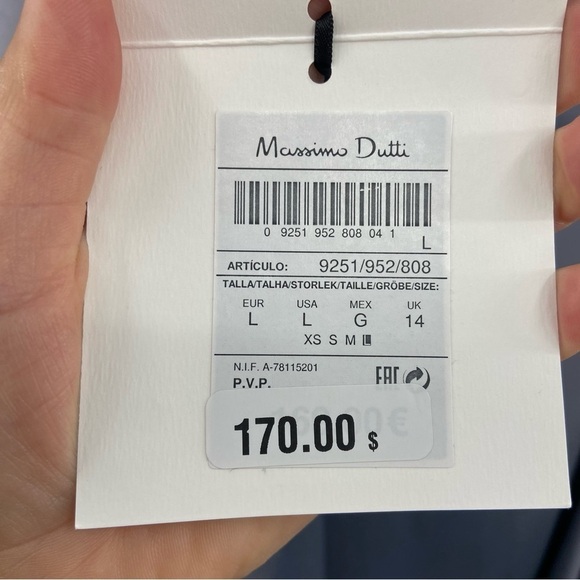 Massimo Dutti
0 9251 952 808 04 1
L
ARTÍCULO: 9251/952/808
TALLA/TALHA/STORLEK/TAILLE/GRÖBE/SIZE:
EUR USA MEX UK
L L G 14
XS S M L
N.I.F. A-78115201
EAC
P.V.P.
170.00 $